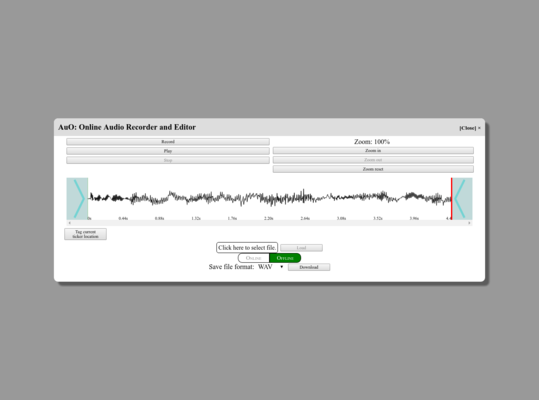 AuO: Online Audio Recorder and Editor
[Close] ×
Record
Play
Stop
Zoom: 100%
Zoom in
Zoom out
Zoom reset
0s 0.44s 0.88s 1.32s 1.76s 2.20s 2.64s 3.08s 3.52s 3.96s 4.4
Tag current
ticker location
Click here to select file.
Load
Online
Offline
Save file format: WAV
Download